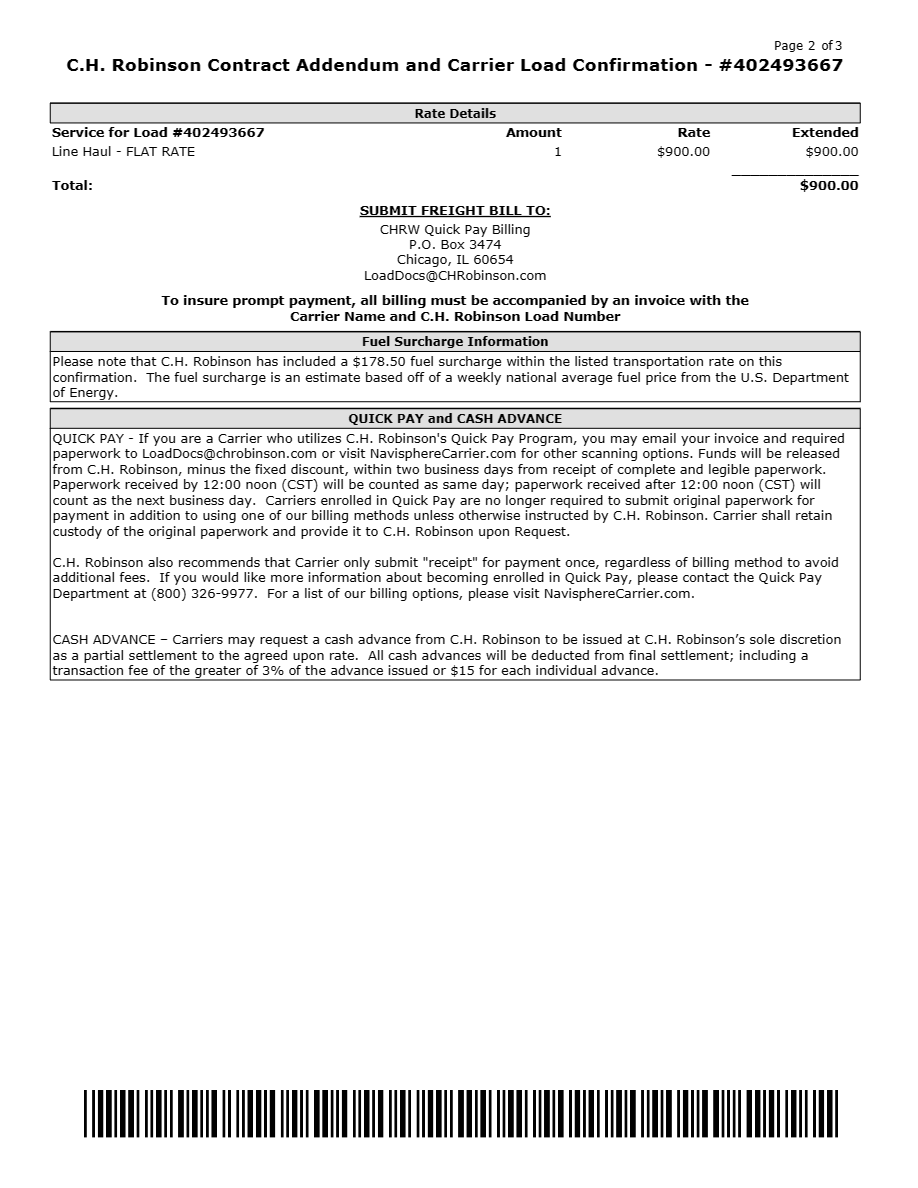 Page 2 of 3
C.H. Robinson Contract Addendum and Carrier Load Confirmation - #402493667
Rate Details
Service for Load #402493667 Amount Rate Extended
Line Haul - FLAT RATE 1 $900.00 $900.00
Total: $900.00
SUBMIT FREIGHT BILL TO:
CHRW Quick Pay Billing
P.O. Box 3474
Chicago, IL 60654
LoadDocs@CHRobinson.com
To insure prompt payment, all billing must be accompanied by an invoice with the
Carrier Name and C.H. Robinson Load Number
Fuel Surcharge Information
Please note that C.H. Robinson has included a $178.50 fuel surcharge within the listed transportation rate on this
confirmation.  The fuel surcharge is an estimate based off of a weekly national average fuel price from the U.S. Department
of Energy.
QUICK PAY and CASH ADVANCE
QUICK PAY - If you are a Carrier who utilizes C.H. Robinson's Quick Pay Program, you may email your invoice and required
paperwork to LoadDocs@chrobinson.com or visit NavisphereCarrier.com for other scanning options. Funds will be released
from C.H. Robinson, minus the fixed discount, within two business days from receipt of complete and legible paperwork.
Paperwork received by 12:00 noon (CST) will be counted as same day; paperwork received after 12:00 noon (CST) will
count as the next business day.  Carriers enrolled in Quick Pay are no longer required to submit original paperwork for
payment in addition to using one of our billing methods unless otherwise instructed by C.H. Robinson. Carrier shall retain
custody of the original paperwork and provide it to C.H. Robinson upon Request.
C.H. Robinson also recommends that Carrier only submit "receipt" for payment once, regardless of billing method to avoid
additional fees.  If you would like more information about becoming enrolled in Quick Pay, please contact the Quick Pay
Department at (800) 326-9977.  For a list of our billing options, please visit NavisphereCarrier.com.
CASH ADVANCE – Carriers may request a cash advance from C.H. Robinson to be issued at C.H. Robinson’s sole discretion
as a partial settlement to the agreed upon rate.  All cash advances will be deducted from final settlement; including a
transaction fee of the greater of 3% of the advance issued or $15 for each individual advance.